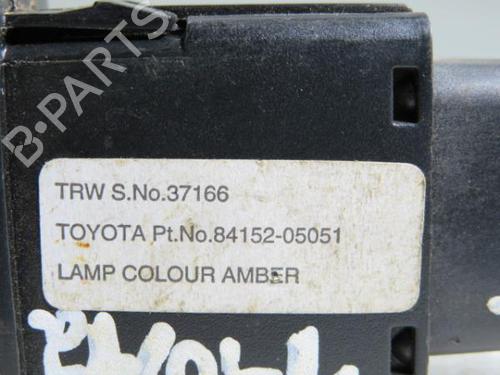 B-PARTS
TRW S.No.37166
TOYOTA Pt.No.84152-05051
LAMP COLOUR AMBER